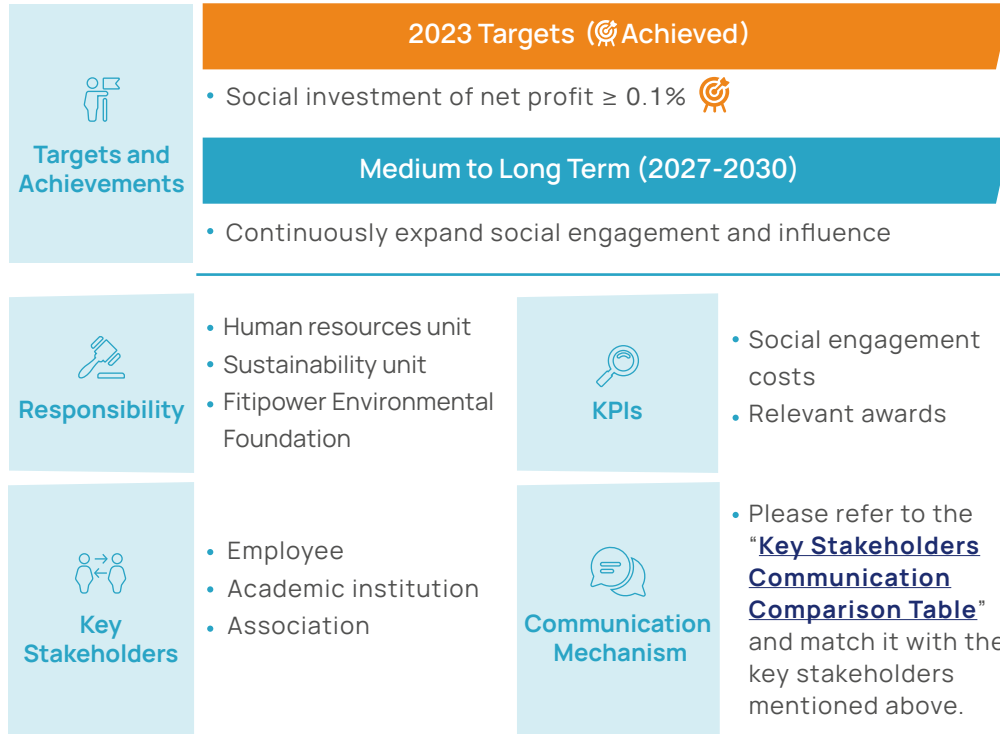 2023 Targets (Achieved)
• Social investment of net profit ≥ 0.1%
Targets and
Achievements
Medium to Long Term (2027-2030)
• Continuously expand social engagement and influence
Responsibility
• Human resources unit
• Sustainability unit
• Fitipower Environmental
Foundation
KPIs
• Social engagement
costs
• Relevant awards
Key
Stakeholders
• Employee
• Academic institution
• Association
Communication
Mechanism
• Please refer to the
“Key Stakeholders
Communication
Comparison Table”
and match it with the
key stakeholders
mentioned above.